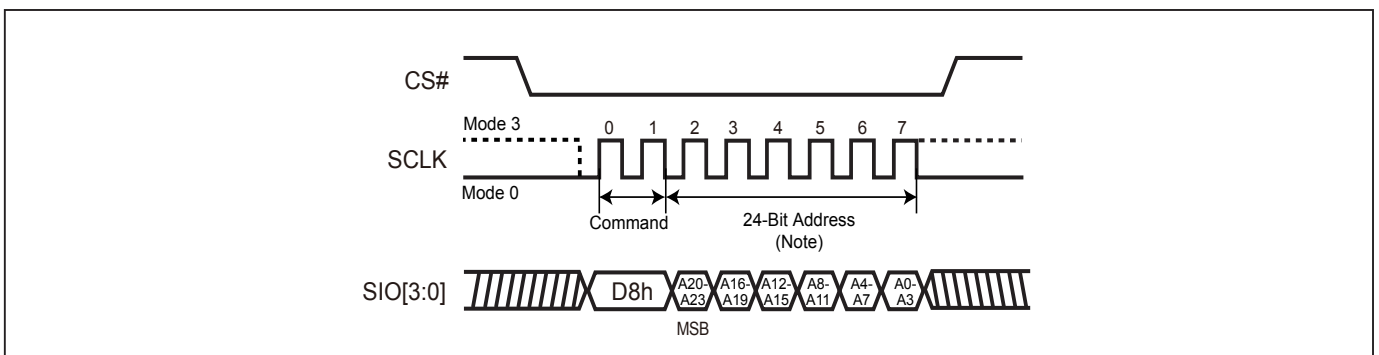 CS#
Mode 3
0 1 2 3 4 5 6 7
SCLK
Mode 0
Command
24-Bit Address
(Note)
SIO[3:0]
D8h
A20-
A23
A16-
A19
A12-
A15
A8-
A11
A4-
A7
A0-
A3
MSB